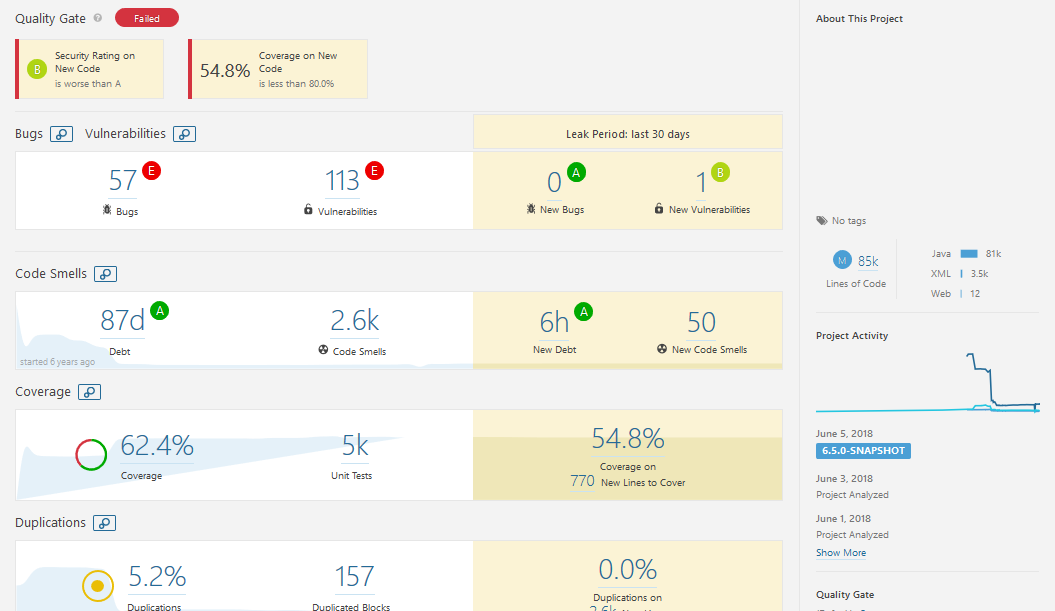 Quality Gate ? Failed
B
Security Rating on
New Code
is worse than A
54.8%
Coverage on New
Code
is less than 80.0%
Bugs
Vulnerabilities
Leak Period: last 30 days
57 E
Bugs
113 E
Vulnerabilities
0 A
New Bugs
1 B
New Vulnerabilities
Code Smells
87d A
Debt
started 6 years ago
2.6k
Code Smells
6h A
New Debt
50
New Code Smells
Coverage
62.4%
Coverage
5k
Unit Tests
54.8%
Coverage on
770 New Lines to Cover
Duplications
5.2%
Duplications
157
Duplicated Blocks
0.0%
Duplications on
About This Project
No tags
M 85k
Lines of Code
Java 81k
XML 3.5k
Web 12
Project Activity
June 5, 2018
6.5.0-SNAPSHOT
June 3, 2018
Project Analyzed
June 1, 2018
Project Analyzed
Show More
Quality Gate